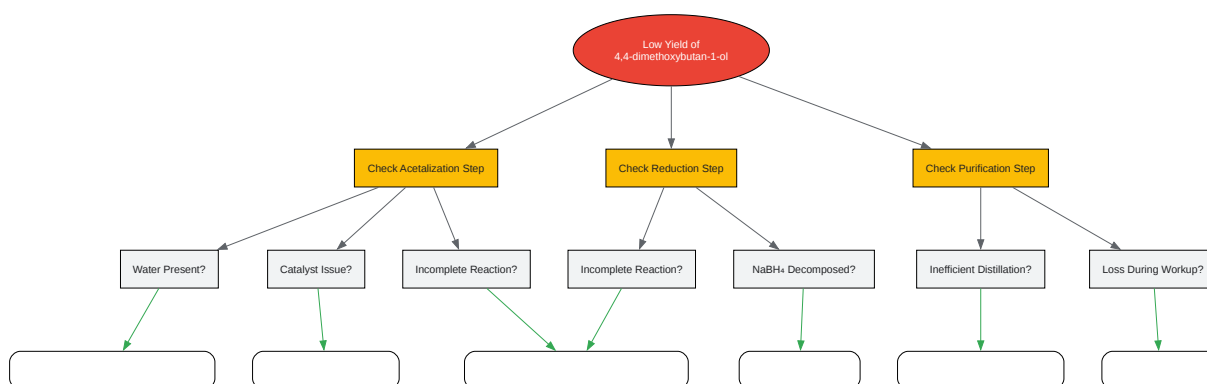 Low Yield of
4,4-dimethoxybutan-1-ol
Check Acetalization Step
Check Reduction Step
Check Purification Step
Water Present?
Catalyst Issue?
Incomplete Reaction?
Incomplete Reaction?
NaBH₄ Decomposed?
Inefficient Distillation?
Loss During Workup?